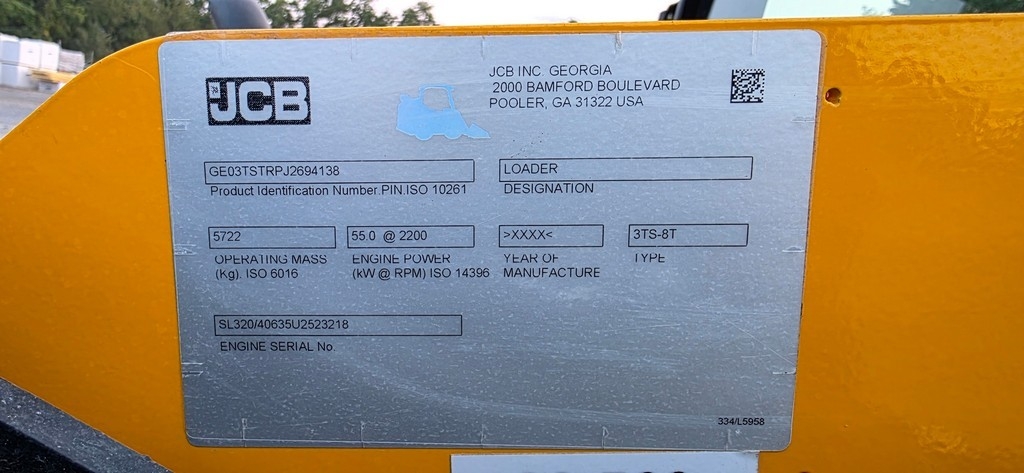 JCB
JCB INC. GEORGIA
2000 BAMFORD BOULEVARD
POOLER, GA 31322 USA
GE03TSTRPJ2694138
Product Identification Number.PIN.ISO 10261
LOADER
DESIGNATION
5722
OPERATING MASS
(Kg). ISO 6016
55.0 @ 2200
ENGINE POWER
(kW @ RPM) ISO 14396
>XXXX<
YEAR OF
MANUFACTURE
3TS-8T
TYPE
SL320/40635U2523218
ENGINE SERIAL No.
334/L5958